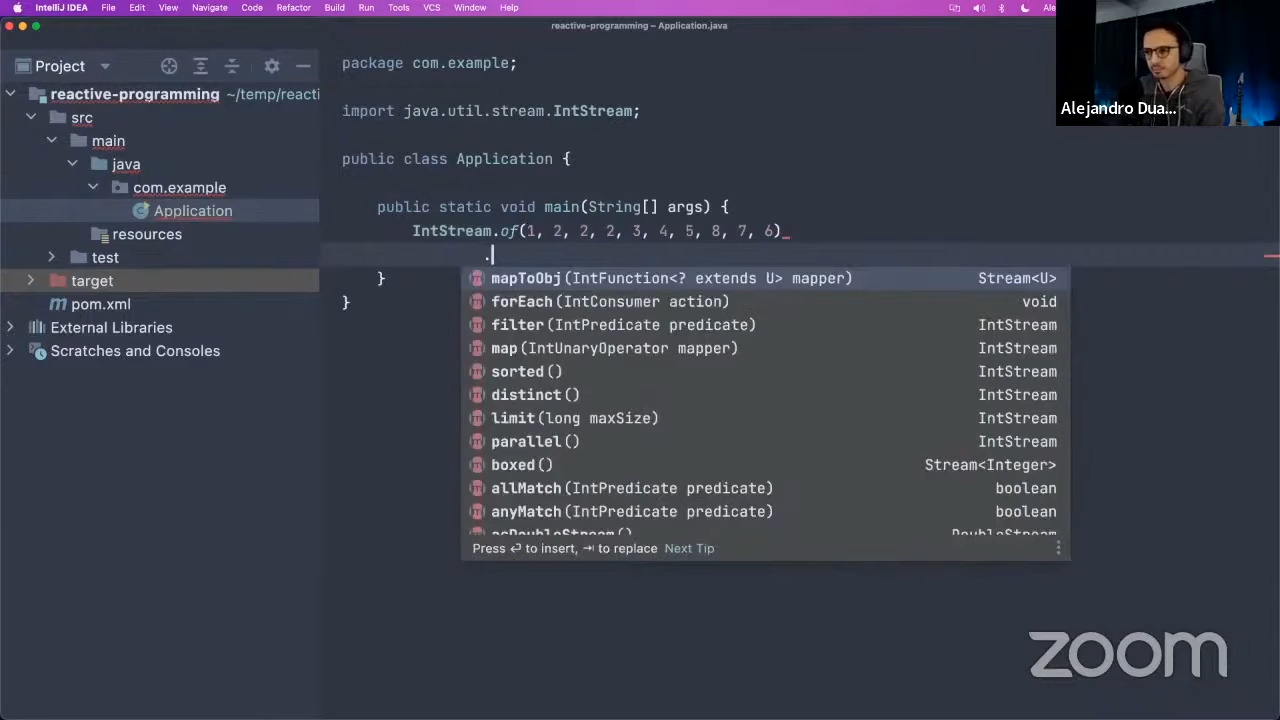 IntelliJ IDEA File Edit View Navigate Code Refactor Build Run Tools VCS Window Help Ale
reactive-programming – Application.java
Alejandro Dua...
Project
reactive-programming ~/temp/reacti
src
main
java
com.example
Application
resources
test
target
pom.xml
External Libraries
Scratches and Consoles
package com.example;
import java.util.stream.IntStream;
public class Application {
public static void main(String[] args) {
IntStream.of(1, 2, 2, 2, 3, 4, 5, 8, 7, 6)
.
}
}
mapToObj(IntFunction<? extends U> mapper) Stream<U>
forEach(IntConsumer action) void
filter(IntPredicate predicate) IntStream
map(IntUnaryOperator mapper) IntStream
sorted() IntStream
distinct() IntStream
limit(long maxSize) IntStream
parallel() IntStream
boxed() Stream<Integer>
allMatch(IntPredicate predicate) boolean
anyMatch(IntPredicate predicate) boolean
asDoubleStream() DoubleStream
Press ↵ to insert, ⇥ to replace Next Tip
zoom